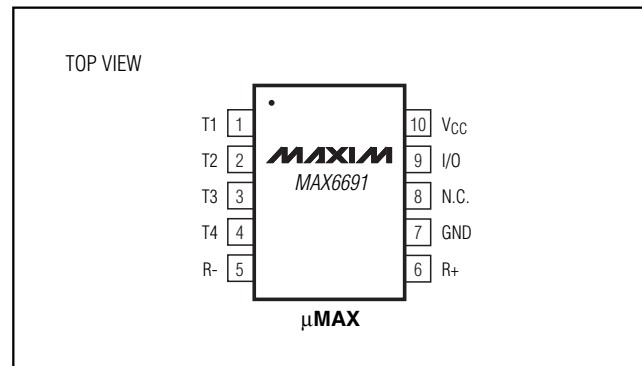 TOP VIEW
T1 1
T2 2
T3 3
T4 4
R- 5
MAXIM
MAX6691
10 VCC
9 I/O
8 N.C.
7 GND
6 R+
µMAX